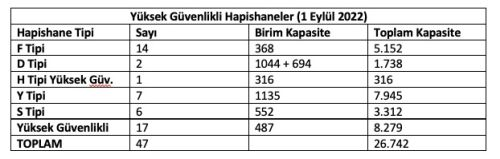 Yüksek Güvenlikli Hapishaneler (1 Eylül 2022)
Hapishane Tipi Sayı Birim Kapasite Toplam Kapasite
F Tipi 14 368 5.152
D Tipi 2 1044 + 694 1.738
H Tipi Yüksek Güv. 1 316 316
Y Tipi 7 1135 7.945
S Tipi 6 552 3.312
Yüksek Güvenlikli 17 487 8.279
TOPLAM 47 26.742